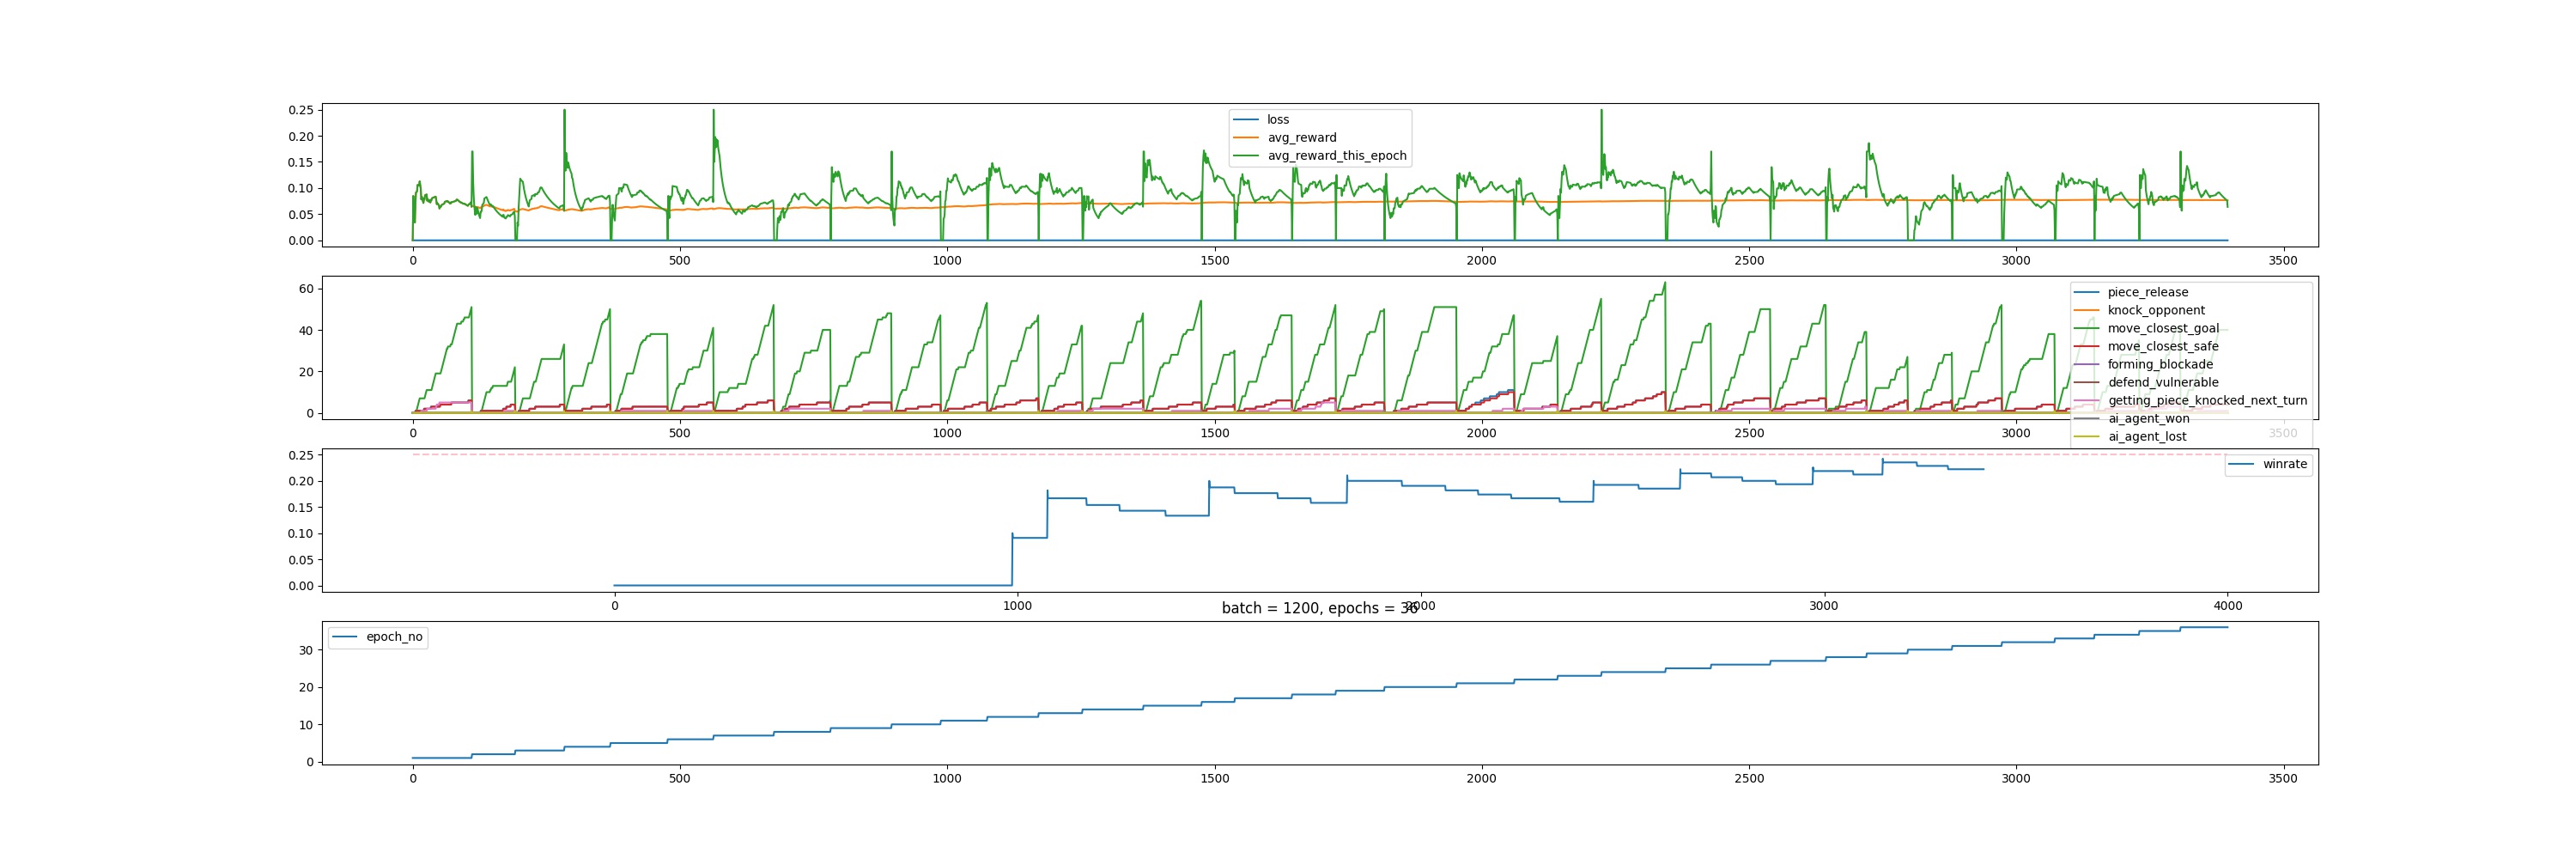 0.25
0.20
0.15
0.10
0.05
0.00
loss
avg_reward
avg_reward_this_epoch
0 500 1000 1500 2000 2500 3000 3500
60
40
20
0
piece_release
knock_opponent
move_closest_goal
move_closest_safe
forming_blockade
defend_vulnerable
getting_piece_knocked_next_turn
ai_agent_won
ai_agent_lost
0 500 1000 1500 2000 2500 3000 3500
0.25
0.20
0.15
0.10
0.05
0.00
winrate
0 1000 2000 3000 4000
batch = 1200, epochs = 36
epoch_no
30
20
10
0
0 500 1000 1500 2000 2500 3000 3500